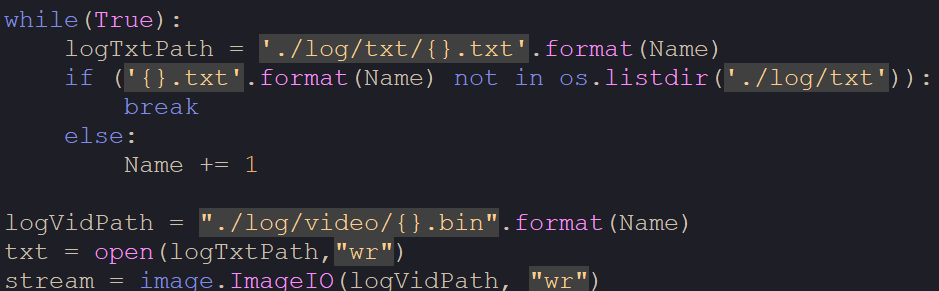 while(True):
    logTxtPath = './log/txt/{}.txt'.format(Name)
    if ('{}.txt'.format(Name) not in os.listdir('./log/txt')):
        break
    else:
        Name += 1

logVidPath = "./log/video/{}.bin".format(Name)
txt = open(logTxtPath,"wr")
stream = image.ImageIO(logVidPath, "wr")